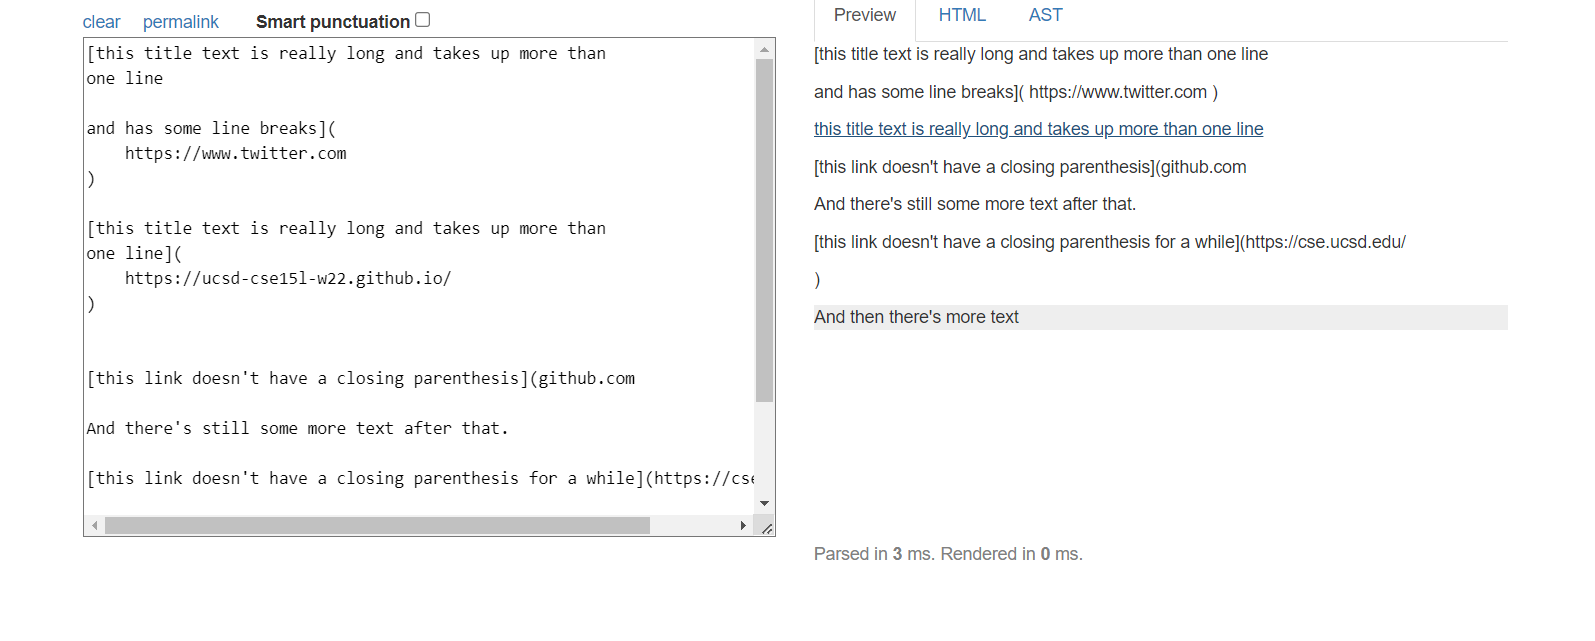 clear permalink Smart punctuation
[this title text is really long and takes up more than
one line
and has some line breaks](
https://www.twitter.com
)
[this title text is really long and takes up more than
one line](
https://ucsd-cse15l-w22.github.io/
)
[this link doesn't have a closing parenthesis](github.com
And there's still some more text after that.
[this link doesn't have a closing parenthesis for a while](https://cse
Preview HTML AST
[this title text is really long and takes up more than one line
and has some line breaks]( https://www.twitter.com )
this title text is really long and takes up more than one line
[this link doesn't have a closing parenthesis](github.com
And there's still some more text after that.
[this link doesn't have a closing parenthesis for a while](https://cse.ucsd.edu/
)
And then there's more text
Parsed in 3 ms. Rendered in 0 ms.